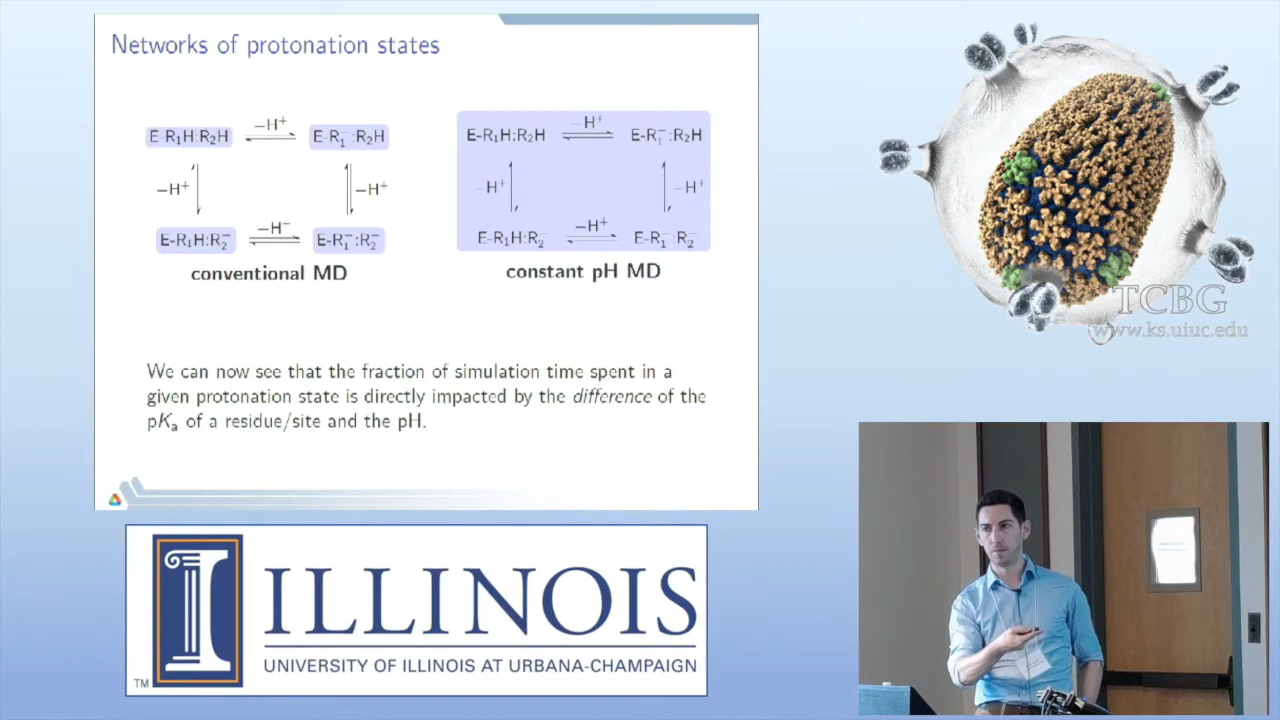 Networks of protonation states
E-R₁H:R₂H −H⁺ E-R₁⁻:R₂H
−H⁺ −H⁺
E-R₁H:R₂⁻ −H⁺ E-R₁⁻:R₂⁻
conventional MD
E-R₁H:R₂H −H⁺ E-R₁⁻:R₂H
−H⁺ −H⁺
E-R₁H:R₂⁻ −H⁺ E-R₁⁻:R₂⁻
constant pH MD
We can now see that the fraction of simulation time spent in a
given protonation state is directly impacted by the difference of the
pKₐ of a residue/site and the pH.
TCBG
www.ks.uiuc.edu
ILLINOIS
UNIVERSITY OF ILLINOIS AT URBANA-CHAMPAIGN
TM